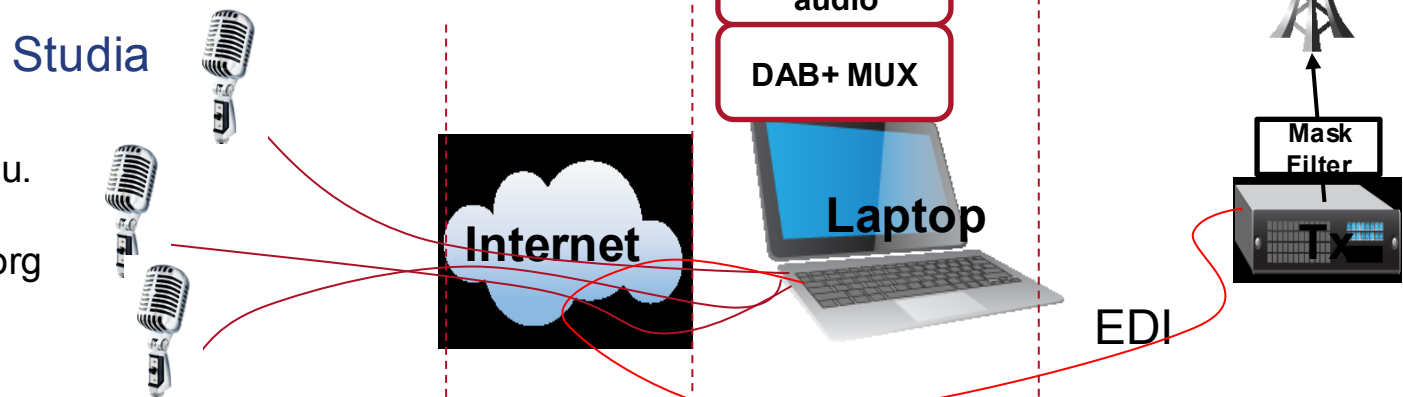 audio
Studia
DAB+ MUX
Mask
Filter
u.
Laptop
Internet
Tx
org
EDI